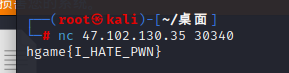 ┌──(root㉿kali)-[~/桌面]
└─# nc 47.102.130.35 30340
hgame{I_HATE_PWN}